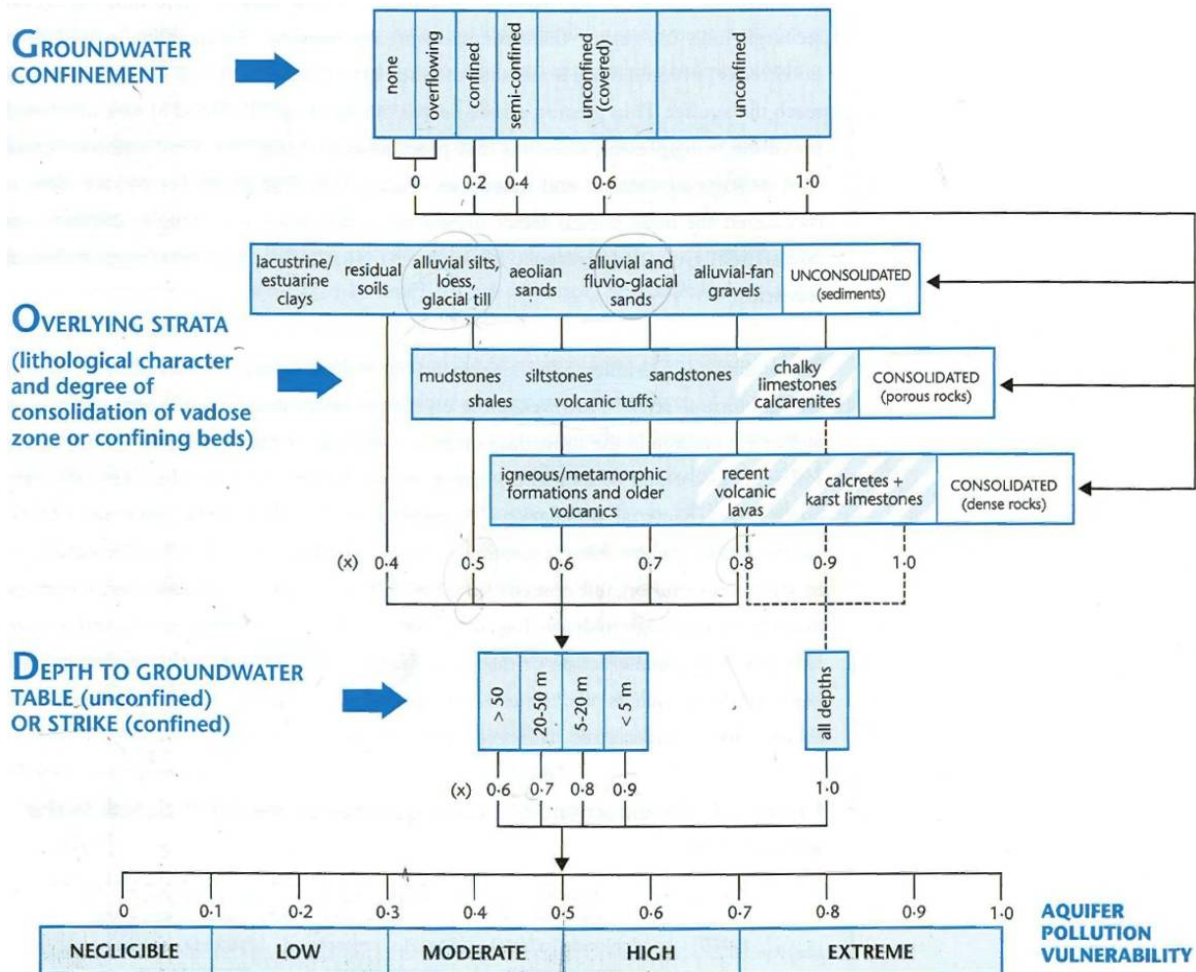 GROUNDWATER
CONFINEMENT
none
overflowing
confined
semi-confined
unconfined
(covered)
unconfined
0 0·2 0·4 0·6 1·0
OVERLYING STRATA
(lithological character
and degree of
consolidation of vadose
zone or confining beds)
lacustrine/
estuarine
clays
residual
soils
alluvial silts,
loess,
glacial till
aeolian
sands
alluvial and
fluvio-glacial
sands
alluvial-fan
gravels
UNCONSOLIDATED
(sediments)
mudstones
shales
siltstones
volcanic tuffs
sandstones
chalky
limestones
calcarenites
CONSOLIDATED
(porous rocks)
igneous/metamorphic
formations and older
volcanics
recent
volcanic
lavas
calcretes +
karst limestones
CONSOLIDATED
(dense rocks)
(x) 0·4 0·5 0·6 0·7 0·8 0·9 1·0
DEPTH TO GROUNDWATER
TABLE (unconfined)
OR STRIKE (confined)
> 50
20-50 m
5-20 m
< 5 m
all depths
(x) 0·6 0·7 0·8 0·9 1·0
0 0·1 0·2 0·3 0·4 0·5 0·6 0·7 0·8 0·9 1·0
NEGLIGIBLE LOW MODERATE HIGH EXTREME
AQUIFER
POLLUTION
VULNERABILITY